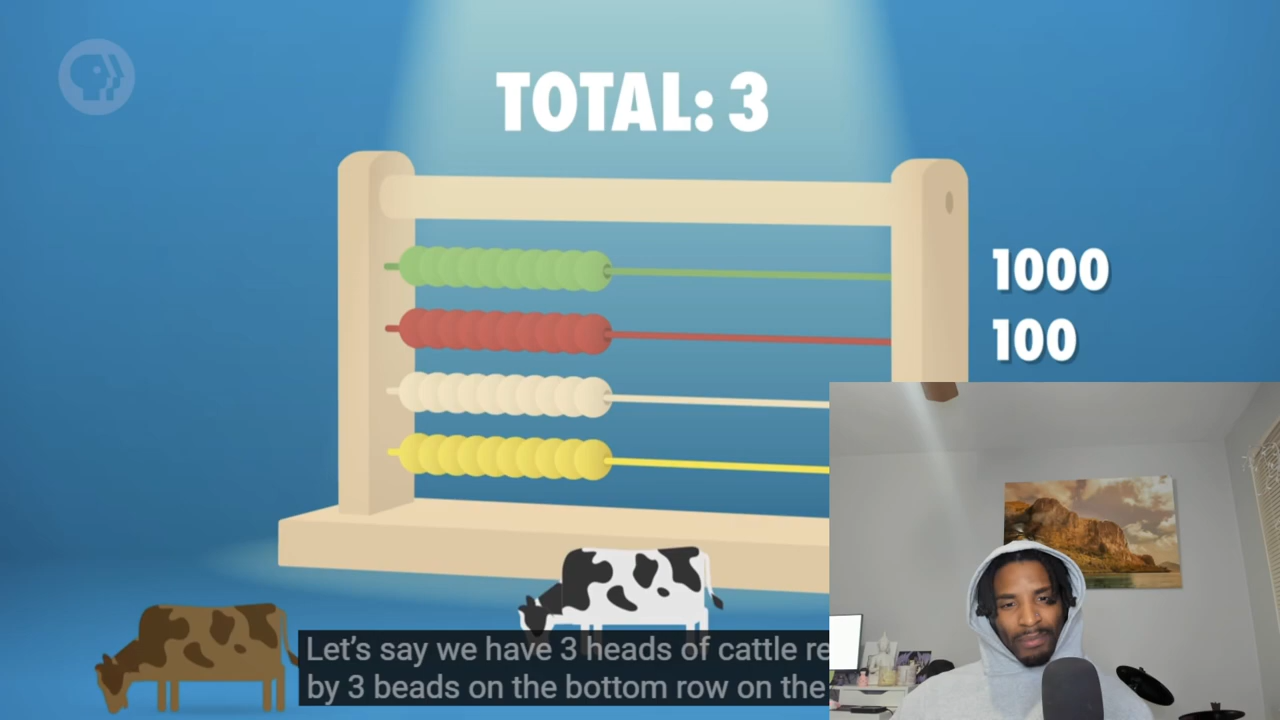 TOTAL: 3
1000
100
Let's say we have 3 heads of cattle re
by 3 beads on the bottom row on the